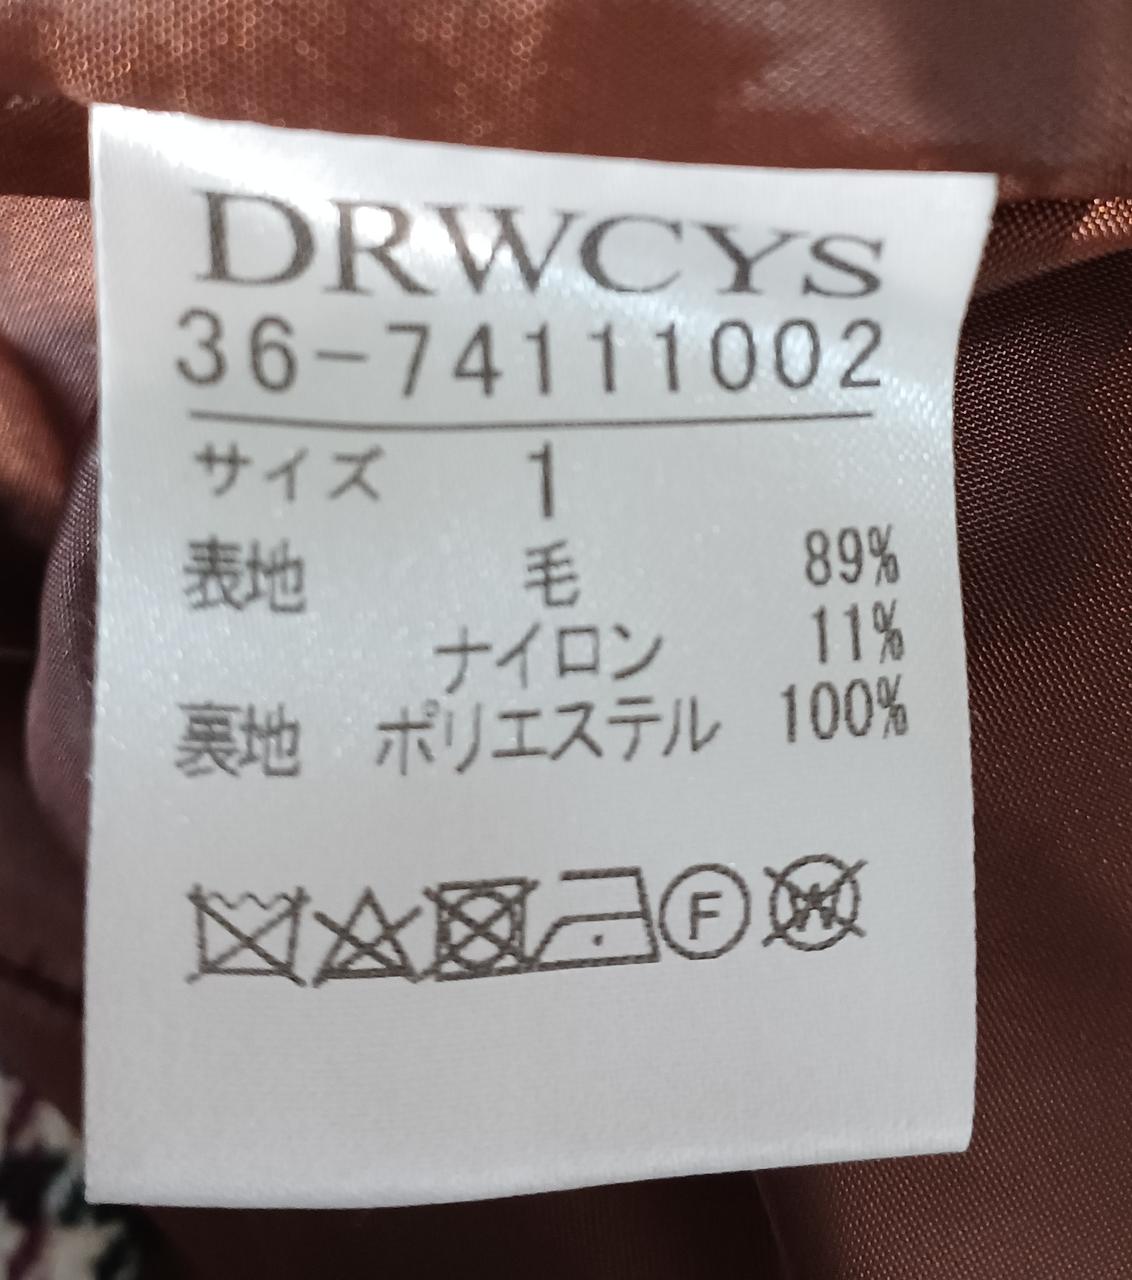 DRWCYS
36-74111002
サイズ 1
表地 毛 89%
ナイロン 11%
裏地 ポリエステル 100%
F W